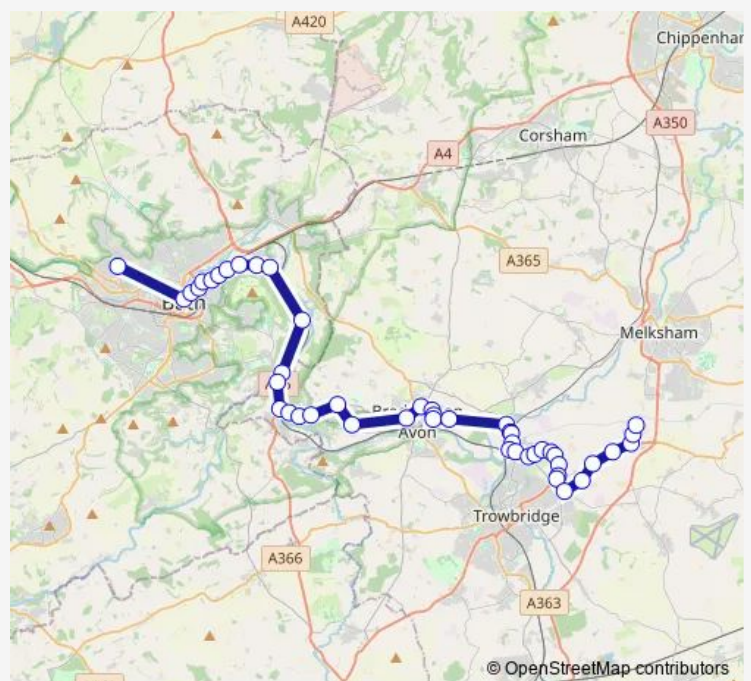 A420
Chippenham
A350
Corsham
A4
A365
Bath
Melksham
Avon
Trowbridge
A366
A363
© OpenStreetMap contributors